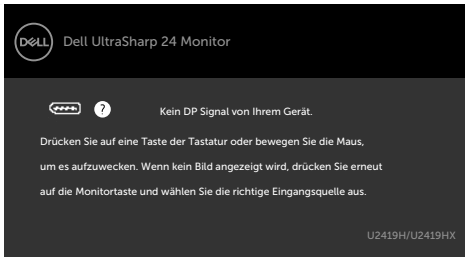 DELL
Dell UltraSharp 24 Monitor
? Kein DP Signal von Ihrem Gerät.
Drücken Sie auf eine Taste der Tastatur oder bewegen Sie die Maus,
um es aufzuwecken. Wenn kein Bild angezeigt wird, drücken Sie erneut
auf die Monitortaste und wählen Sie die richtige Eingangsquelle aus.
U2419H/U2419HX